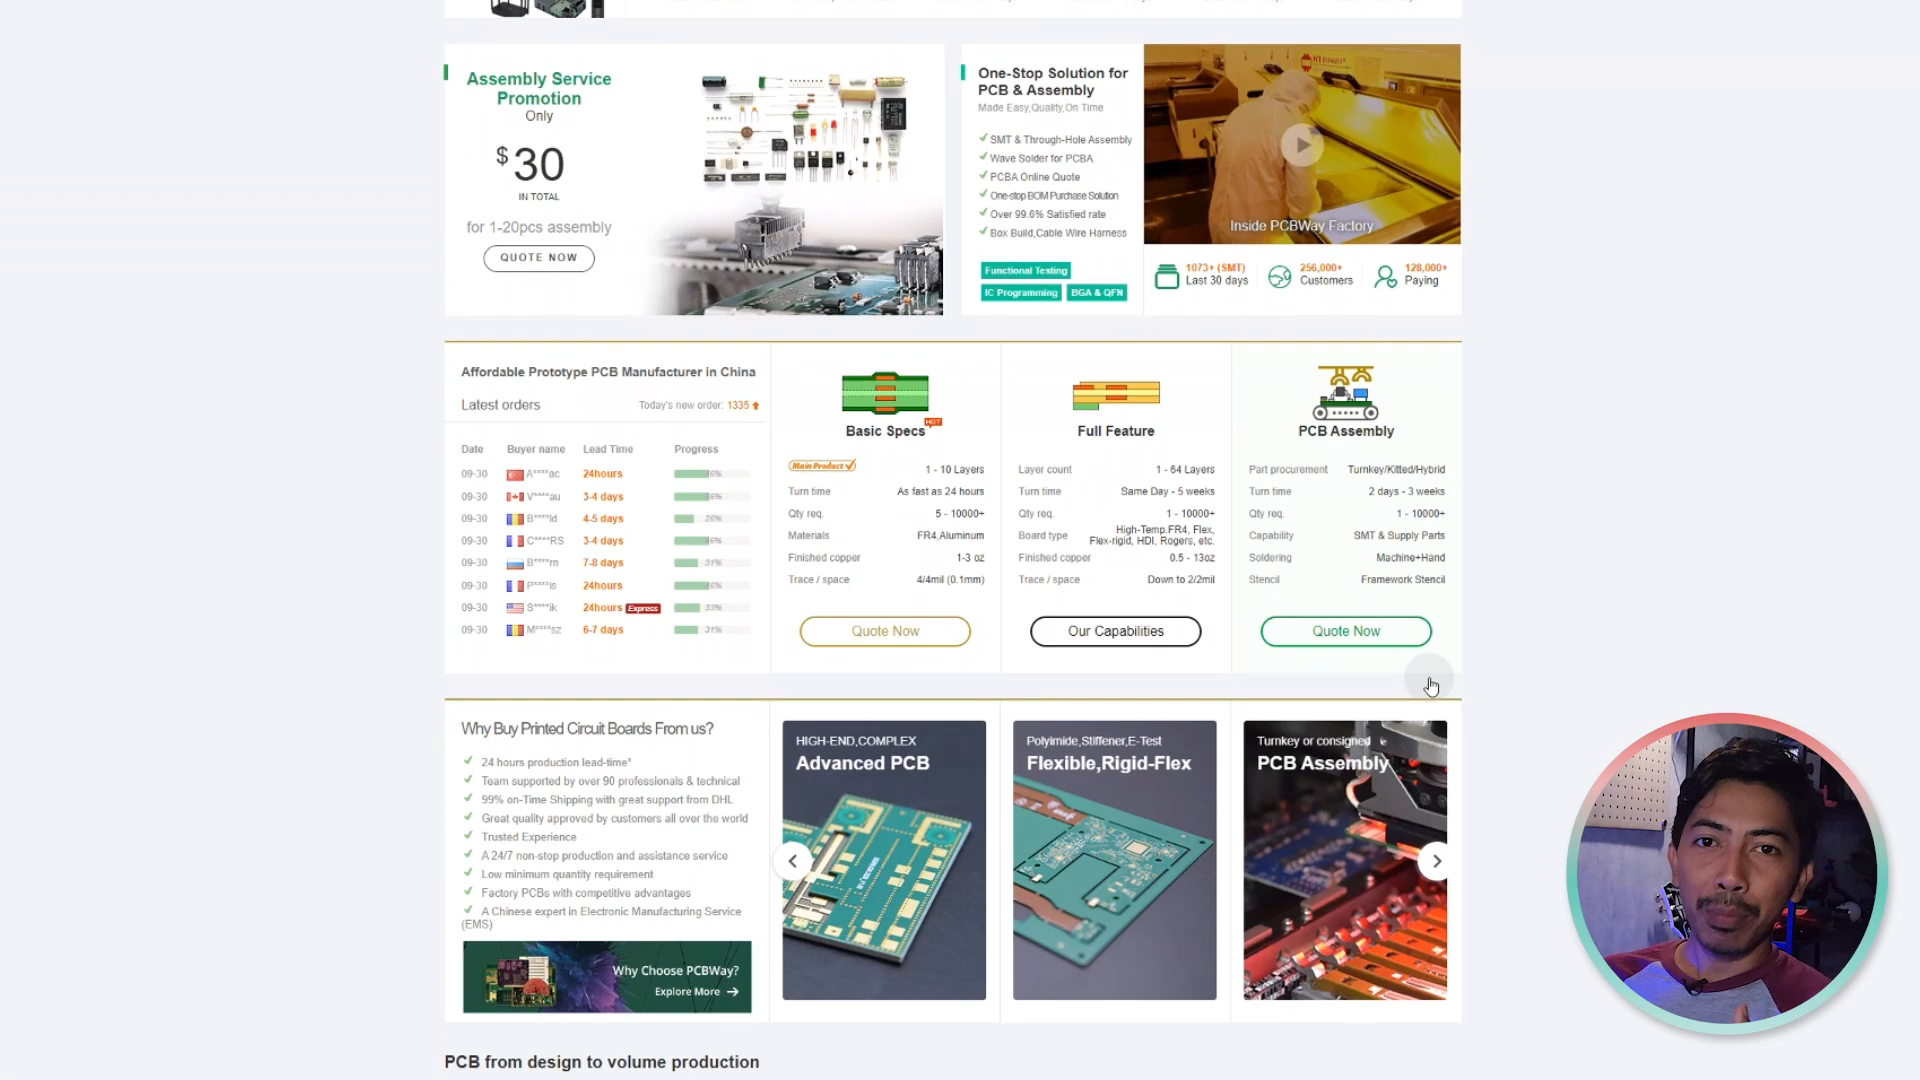 Assembly Service
Promotion
Only
$30
IN TOTAL
for 1-20pcs assembly
QUOTE NOW
One-Stop Solution for
PCB & Assembly
Made Easy,Quality,On Time
SMT & Through-Hole Assembly
Wave Solder for PCBA
PCBA Online Quote
One-stop BOM Purchase Solution
Over 99.6% Satisfied rate
Box Build,Cable Wire Harness
Functional Testing
IC Programming BGA & QFN
Inside PCBWay Factory
1073+ (SMT)
Last 30 days
256,000+
Customers
128,000+
Paying
Affordable Prototype PCB Manufacturer in China
Latest orders Today's new order: 1335
Date Buyer name Lead Time Progress
09-30 A****ac 24hours
09-30 V****au 3-4 days
09-30 B****ld 4-5 days 26%
09-30 C****RS 3-4 days
09-30 B****rn 7-8 days 31%
09-30 P****is 24hours
09-30 S****ik 24hours Express 33%
09-30 M****sz 6-7 days 31%
HOT
Basic Specs
Main Product 1 - 10 Layers
Turn time As fast as 24 hours
Qty req. 5 - 10000+
Materials FR4,Aluminum
Finished copper 1-3 oz
Trace / space 4/4mil (0.1mm)
Quote Now
Full Feature
Layer count 1 - 64 Layers
Turn time Same Day - 5 weeks
Qty req. 1 - 10000+
Board type High-Temp.FR4, Flex,
Flex-rigid, HDI, Rogers, etc.
Finished copper 0.5 - 13oz
Trace / space Down to 2/2mil
Our Capabilities
PCB Assembly
Part procurement Turnkey/Kitted/Hybrid
Turn time 2 days - 3 weeks
Qty req. 1 - 10000+
Capability SMT & Supply Parts
Soldering Machine+Hand
Stencil Framework Stencil
Quote Now
Why Buy Printed Circuit Boards From us?
24 hours production lead-time*
Team supported by over 90 professionals & technical
99% on-Time Shipping with great support from DHL
Great quality approved by customers all over the world
Trusted Experience
A 24/7 non-stop production and assistance service
Low minimum quantity requirement
Factory PCBs with competitive advantages
A Chinese expert in Electronic Manufacturing Service
(EMS)
Why Choose PCBWay?
Explore More →
HIGH-END,COMPLEX
Advanced PCB
Polyimide,Stiffener,E-Test
Flexible,Rigid-Flex
Turnkey or consigned
PCB Assembly
PCB from design to volume production